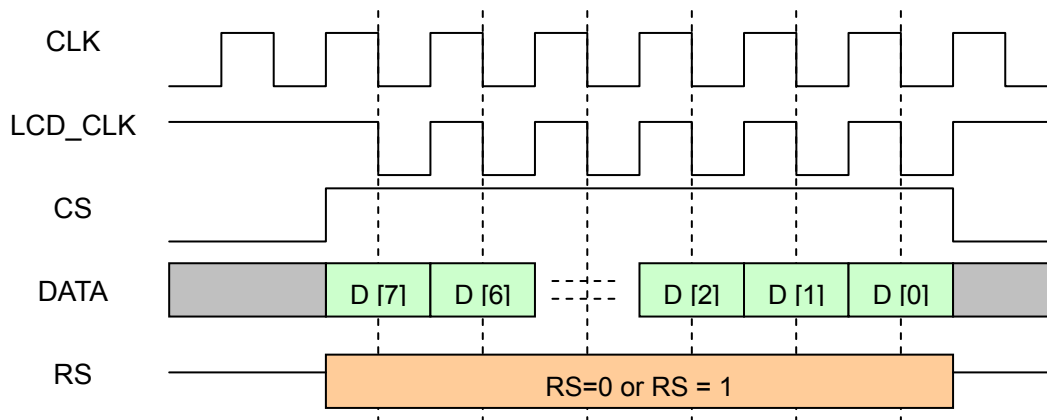 CLK
LCD_CLK
CS
DATA
D [7] D [6] D [2] D [1] D [0]
RS
RS=0 or RS = 1